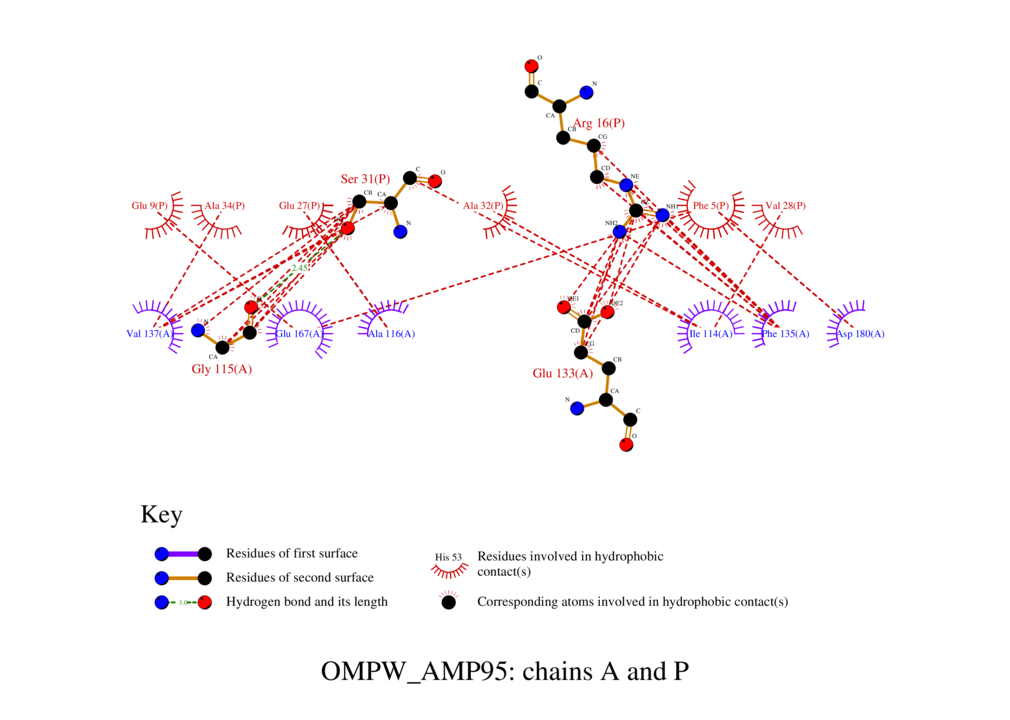 O
C
N
CA
CB
Arg 16(P)
CG
CD
NE
NH1
NH2
Ser 31(P)
C
O
CB
CA
N
Glu 9(P)
Ala 34(P)
Glu 27(P)
Ala 32(P)
Phe 5(P)
Val 28(P)
2.45
Val 137(A)
N
CA
Glu 167(A)
Ala 116(A)
Gly 115(A)
OE1
OE2
CD
CG
CB
Glu 133(A)
CA
N
C
O
Ile 114(A)
Phe 135(A)
Asp 180(A)
Key
Residues of first surface
Residues of second surface
3.0
Hydrogen bond and its length
His 53
Residues involved in hydrophobic
contact(s)
Corresponding atoms involved in hydrophobic contact(s)
OMPW_AMP95: chains A and P